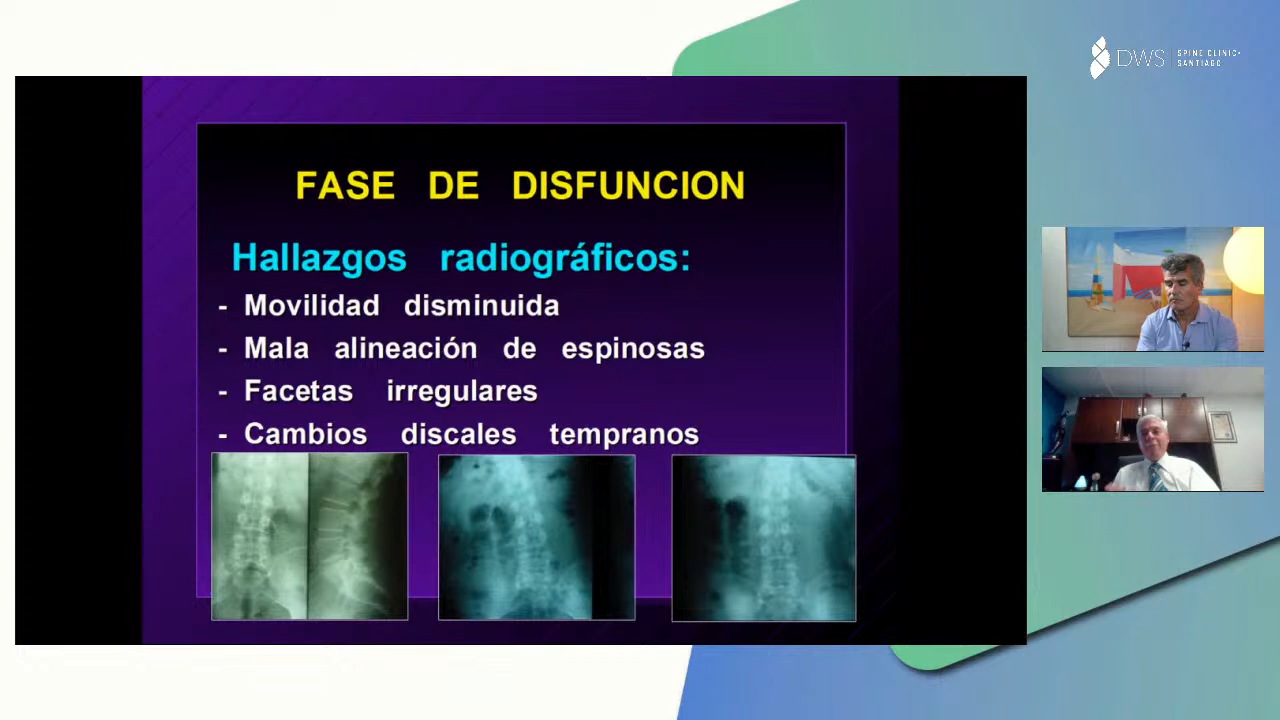 DWS
SPINE CLINIC
SANTIAGO
FASE DE DISFUNCION
Hallazgos radiográficos:
- Movilidad disminuida
- Mala alineación de espinosas
- Facetas irregulares
- Cambios discales tempranos